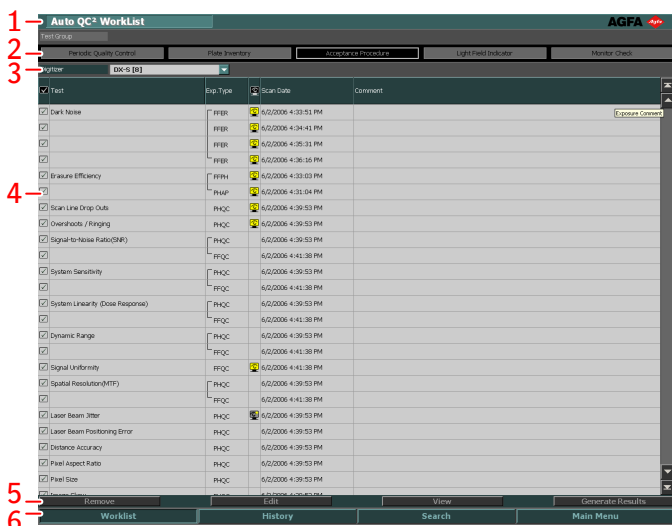 1 Auto QC² WorkList AGFA
Test Group
2 Periodic Quality Control Plate Inventory Acceptance Procedure Light Field Indicator Monitor Check
3 Digitizer DX-S [8]
Test Exp.Type Scan Date Comment
Dark Noise FFER 6/2/2006 4:33:51 PM Exposure Comment
FFER 6/2/2006 4:34:41 PM
FFER 6/2/2006 4:35:31 PM
FFER 6/2/2006 4:36:16 PM
Erasure Efficiency FFPH 6/2/2006 4:33:03 PM
4 PHAP 6/2/2006 4:31:04 PM
Scan Line Drop Outs PHQC 6/2/2006 4:39:53 PM
Overshoots / Ringing PHQC 6/2/2006 4:39:53 PM
Signal-to-Noise Ratio(SNR) PHQC 6/2/2006 4:39:53 PM
FFQC 6/2/2006 4:41:38 PM
System Sensitivity PHQC 6/2/2006 4:39:53 PM
FFQC 6/2/2006 4:41:38 PM
System Linearity (Dose Response) PHQC 6/2/2006 4:39:53 PM
FFQC 6/2/2006 4:41:38 PM
Dynamic Range PHQC 6/2/2006 4:39:53 PM
FFQC 6/2/2006 4:41:38 PM
Signal Uniformity FFQC 6/2/2006 4:41:38 PM
Spatial Resolution(MTF) PHQC 6/2/2006 4:39:53 PM
FFQC 6/2/2006 4:41:38 PM
Laser Beam Jitter PHQC 6/2/2006 4:39:53 PM
Laser Beam Positioning Error PHQC 6/2/2006 4:39:53 PM
Distance Accuracy PHQC 6/2/2006 4:39:53 PM
Pixel Aspect Ratio PHQC 6/2/2006 4:39:53 PM
Pixel Size PHQC 6/2/2006 4:39:53 PM
5 Remove Edit View Generate Results
6 Worklist History Search Main Menu